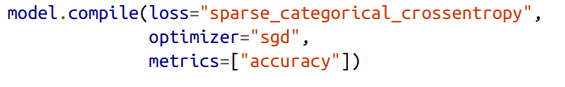 model.compile(loss="sparse_categorical_crossentropy",
              optimizer="sgd",
              metrics=["accuracy"])